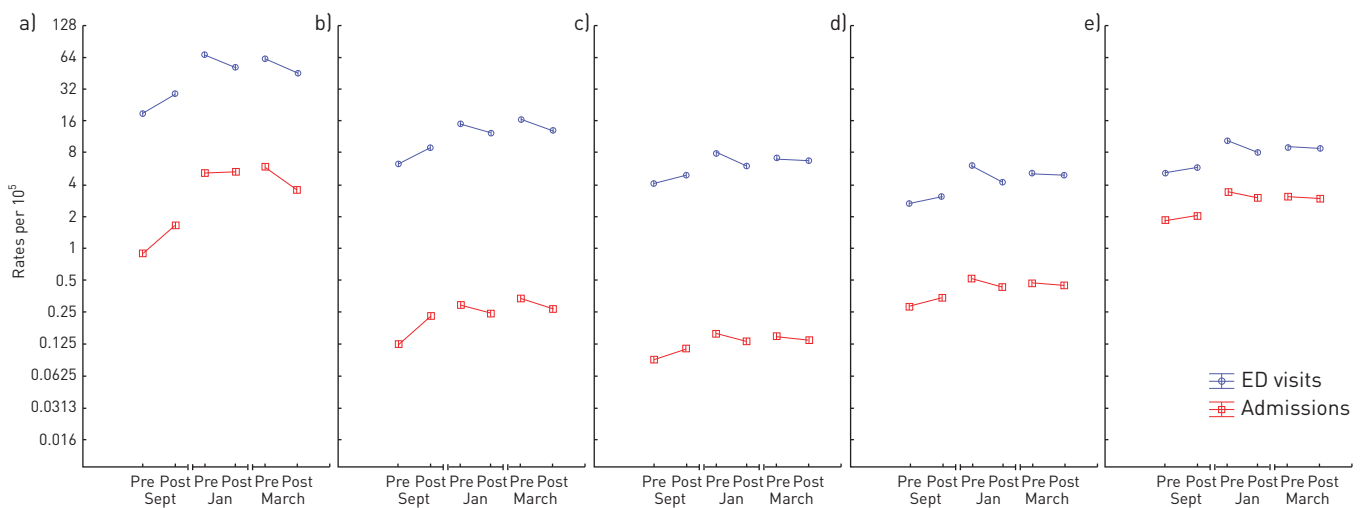 a) b) c) d) e)
Rates per 10⁵
128
64
32
16
8
4
2
1
0.5
0.25
0.125
0.0625
0.0313
0.016
ED visits
Admissions
Pre Post Pre Post Pre Post Pre Post Pre Post Pre Post Pre Post Pre Post Pre Post Pre Post Pre Post Pre Post Pre Post Pre Post Pre Post
Sept Jan March Sept Jan March Sept Jan March Sept Jan March Sept Jan March